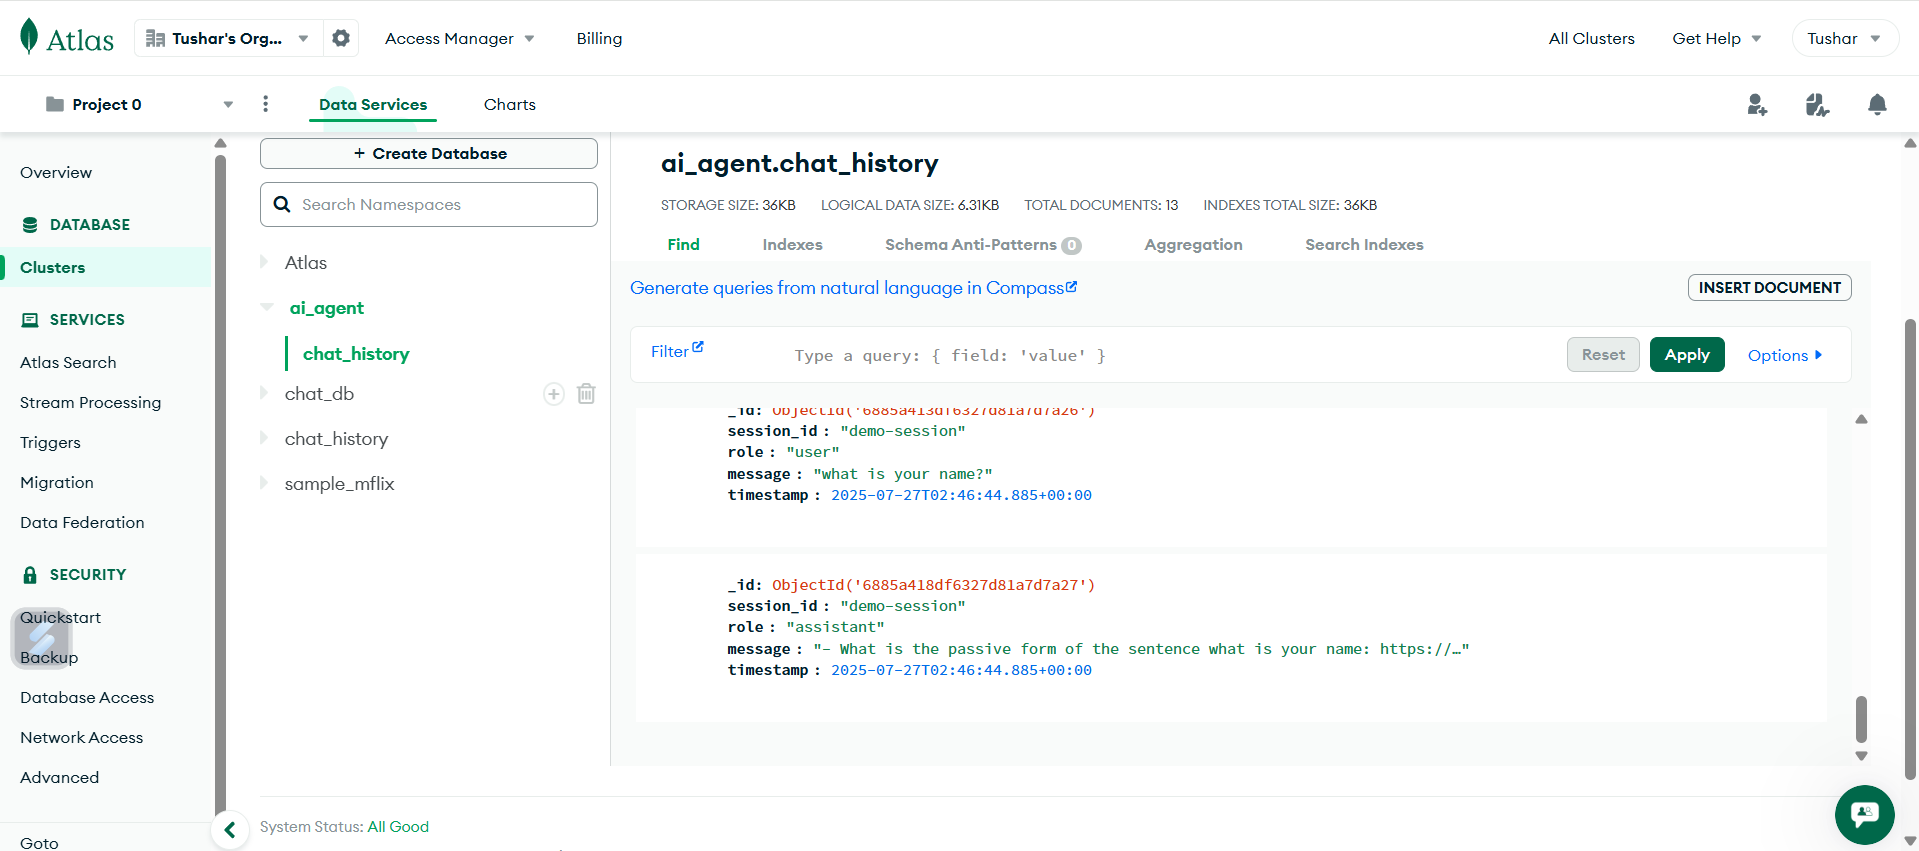 Atlas
Tushar's Org...
Access Manager
Billing
All Clusters
Get Help
Tushar
Project 0
Data Services
Charts
Overview
DATABASE
Clusters
SERVICES
Atlas Search
Stream Processing
Triggers
Migration
Data Federation
SECURITY
Quickstart
Backup
Database Access
Network Access
Advanced
Goto
+ Create Database
Search Namespaces
Atlas
ai_agent
chat_history
chat_db
chat_history
sample_mflix
ai_agent.chat_history
STORAGE SIZE: 36KB LOGICAL DATA SIZE: 6.31KB TOTAL DOCUMENTS: 13 INDEXES TOTAL SIZE: 36KB
Find Indexes Schema Anti-Patterns 0 Aggregation Search Indexes
Generate queries from natural language in Compass
INSERT DOCUMENT
Filter
Type a query: { field: 'value' }
Reset
Apply
Options
_id: ObjectId('6885a413df6327d81a7d7a26')
session_id : "demo-session"
role : "user"
message : "what is your name?"
timestamp : 2025-07-27T02:46:44.885+00:00
_id: ObjectId('6885a418df6327d81a7d7a27')
session_id : "demo-session"
role : "assistant"
message : "- What is the passive form of the sentence what is your name: https://…"
timestamp : 2025-07-27T02:46:44.885+00:00
System Status: All Good